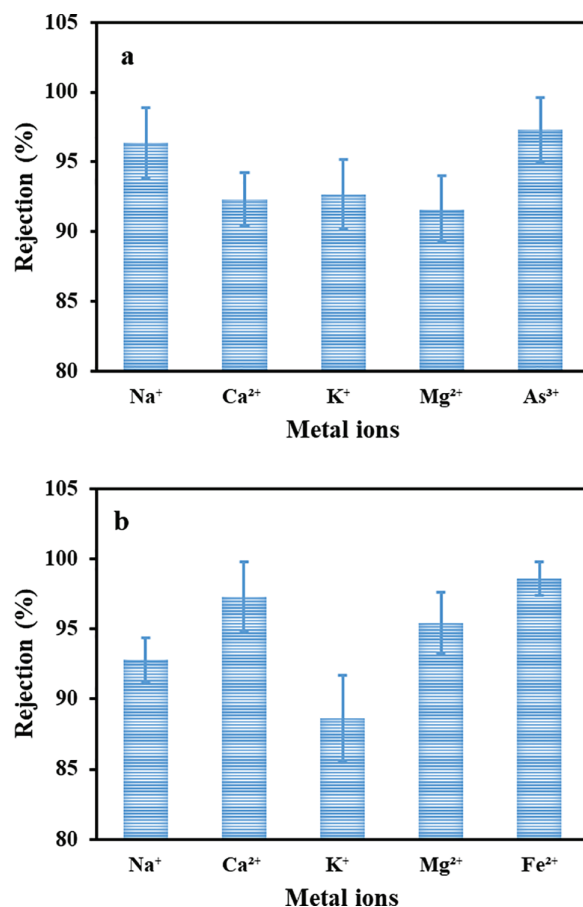 105
a
100
95
90
85
80
Rejection (%)
Na⁺ Ca²⁺ K⁺ Mg²⁺ As³⁺
Metal ions
105
b
100
95
90
85
80
Rejection (%)
Na⁺ Ca²⁺ K⁺ Mg²⁺ Fe²⁺
Metal ions